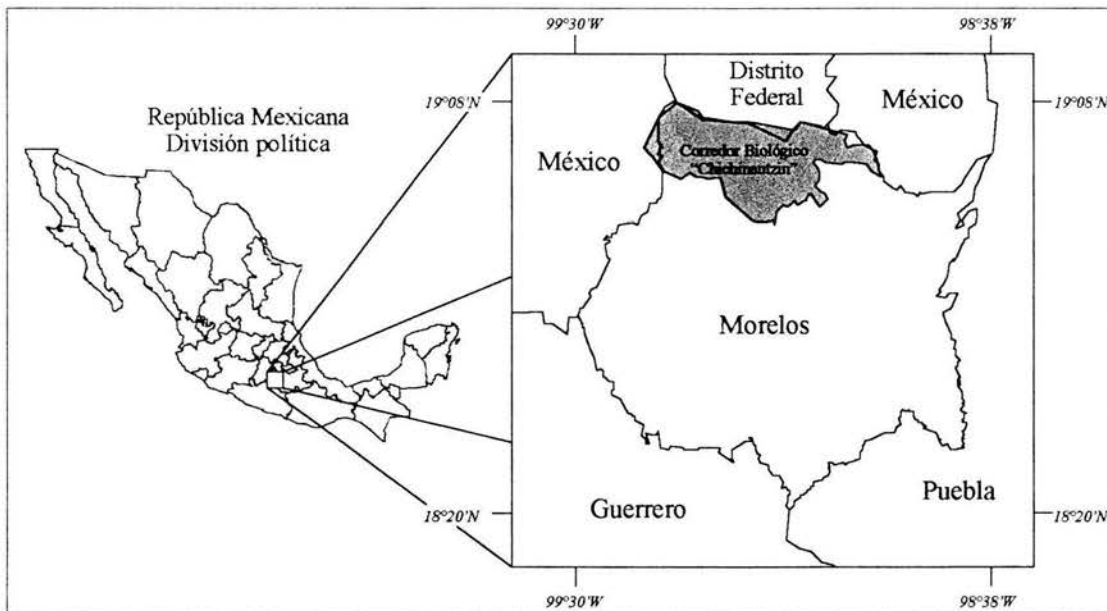 99°30'W
98°38'W
República Mexicana
División política
19°08'N
19°08'N
Distrito
Federal
México
México
Corredor Biológico
"Chichinautzin"
Morelos
Guerrero
Puebla
18°20'N
18°20'N
99°30'W
98°38'W